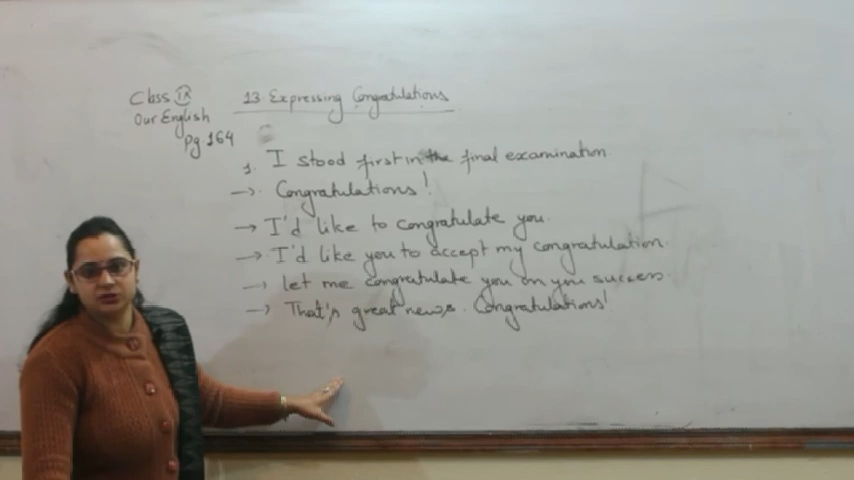 Class IX
Our English
Pg 164
13 Expressing Congratulations
1. I stood first in the final examination.
→ Congratulations!
→ I'd like to congratulate you.
→ I'd like you to accept my congratulation.
→ let me congratulate you on you success.
→ That's great news. Congratulations!